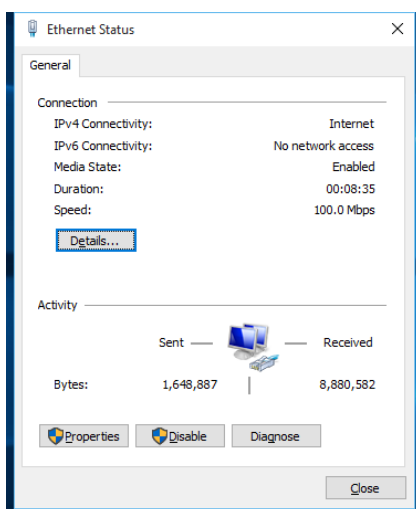 Ethernet Status
General
Connection
IPv4 Connectivity: Internet
IPv6 Connectivity: No network access
Media State: Enabled
Duration: 00:08:35
Speed: 100.0 Mbps
Details...
Activity
Sent Received
Bytes: 1,648,887 8,880,582
Properties Disable Diagnose
Close